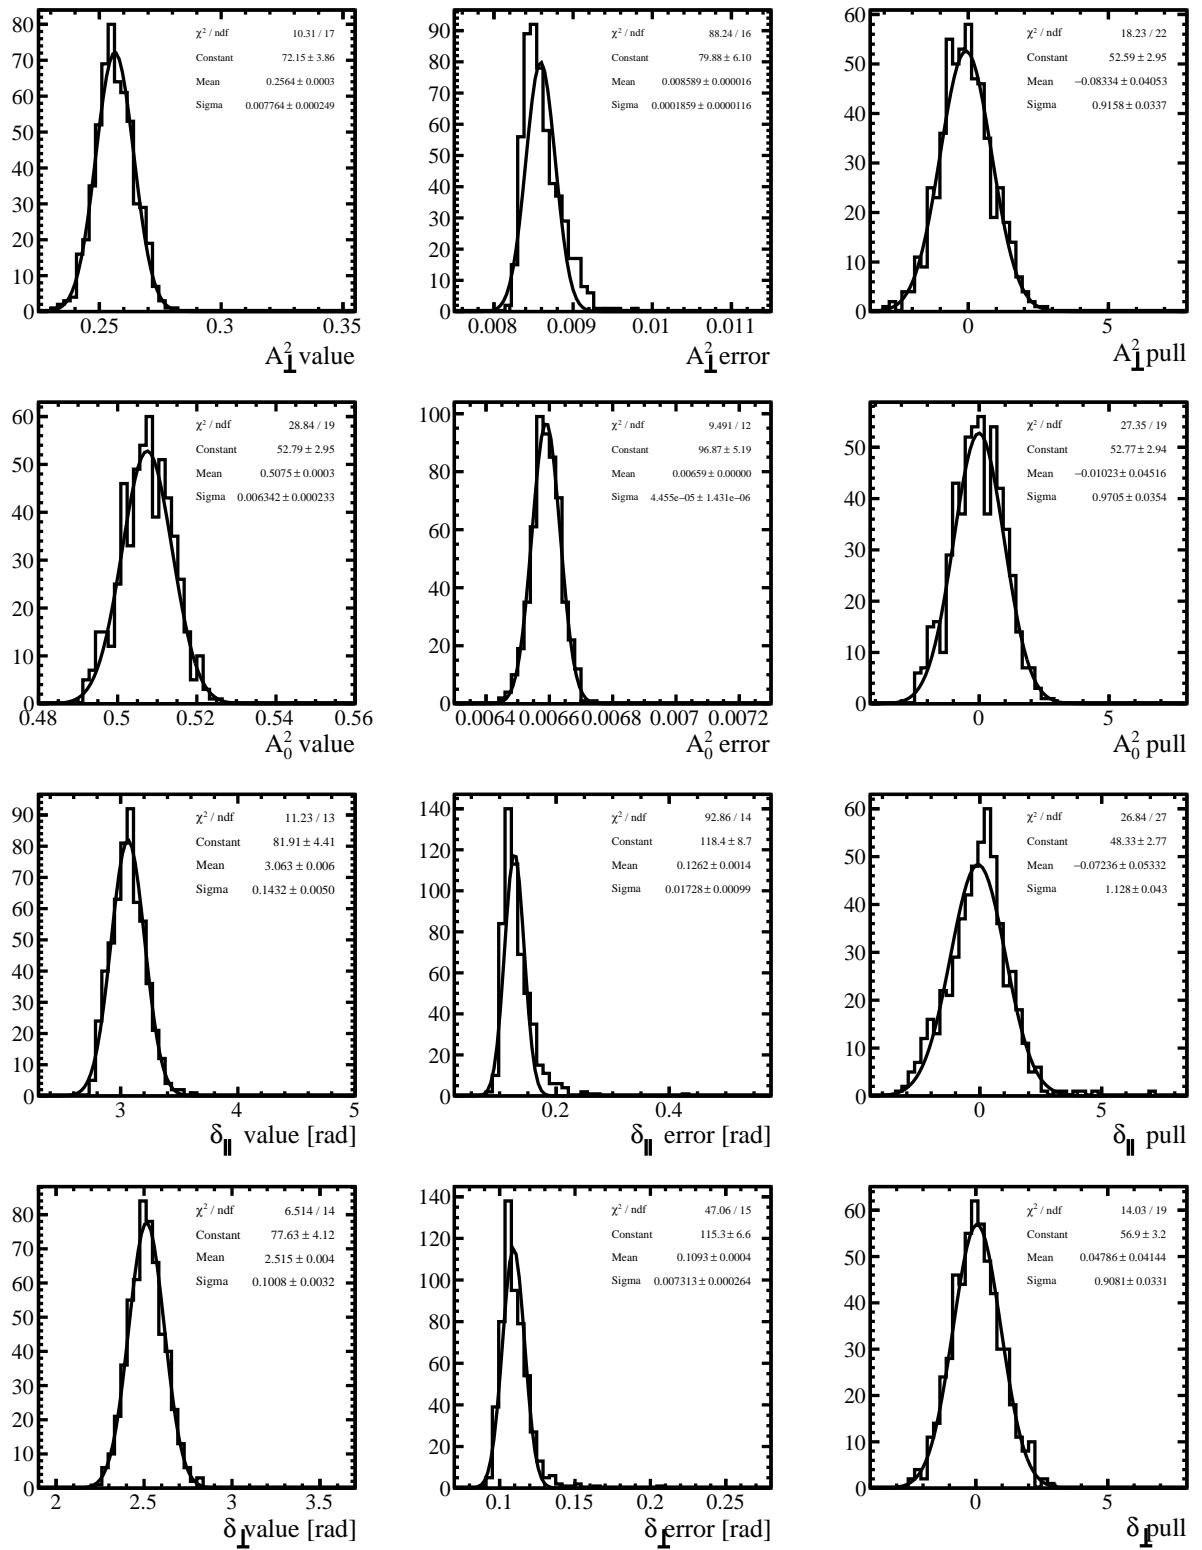 χ² / ndf 10.31 / 17
Constant 72.15 ± 3.86
Mean 0.2564 ± 0.0003
Sigma 0.007764 ± 0.000249
80
70
60
50
40
30
20
10
0
0.25 0.3 0.35
A⊥² value
χ² / ndf 88.24 / 16
Constant 79.88 ± 6.10
Mean 0.008589 ± 0.000016
Sigma 0.0001859 ± 0.0000116
90
80
70
60
50
40
30
20
10
0
0.008 0.009 0.01 0.011
A⊥² error
χ² / ndf 18.23 / 22
Constant 52.59 ± 2.95
Mean −0.08334 ± 0.04053
Sigma 0.9158 ± 0.0337
60
50
40
30
20
10
0
0 5
A⊥² pull
χ² / ndf 28.84 / 19
Constant 52.79 ± 2.95
Mean 0.5075 ± 0.0003
Sigma 0.006342 ± 0.000233
60
50
40
30
20
10
0
0.48 0.5 0.52 0.54 0.56
A₀² value
χ² / ndf 9.491 / 12
Constant 96.87 ± 5.19
Mean 0.00659 ± 0.00000
Sigma 4.455e−05 ± 1.431e−06
100
80
60
40
20
0
0.0064 0.0066 0.0068 0.007 0.0072
A₀² error
χ² / ndf 27.35 / 19
Constant 52.77 ± 2.94
Mean −0.01023 ± 0.04516
Sigma 0.9705 ± 0.0354
50
40
30
20
10
0
0 5
A₀² pull
χ² / ndf 11.23 / 13
Constant 81.91 ± 4.41
Mean 3.063 ± 0.006
Sigma 0.1432 ± 0.0050
90
80
70
60
50
40
30
20
10
0
3 4 5
δ∥ value [rad]
χ² / ndf 92.86 / 14
Constant 118.4 ± 8.7
Mean 0.1262 ± 0.0014
Sigma 0.01728 ± 0.00099
140
120
100
80
60
40
20
0
0.2 0.4
δ∥ error [rad]
χ² / ndf 26.84 / 27
Constant 48.33 ± 2.77
Mean −0.07236 ± 0.05332
Sigma 1.128 ± 0.043
60
50
40
30
20
10
0
0 5
δ∥ pull
χ² / ndf 6.514 / 14
Constant 77.63 ± 4.12
Mean 2.515 ± 0.004
Sigma 0.1008 ± 0.0032
80
70
60
50
40
30
20
10
0
2 2.5 3 3.5
δ⊥ value [rad]
χ² / ndf 47.06 / 15
Constant 115.3 ± 6.6
Mean 0.1093 ± 0.0004
Sigma 0.007313 ± 0.000264
140
120
100
80
60
40
20
0
0.1 0.15 0.2 0.25
δ⊥ error [rad]
χ² / ndf 14.03 / 19
Constant 56.9 ± 3.2
Mean 0.04786 ± 0.04144
Sigma 0.9081 ± 0.0331
60
50
40
30
20
10
0
0 5
δ⊥ pull